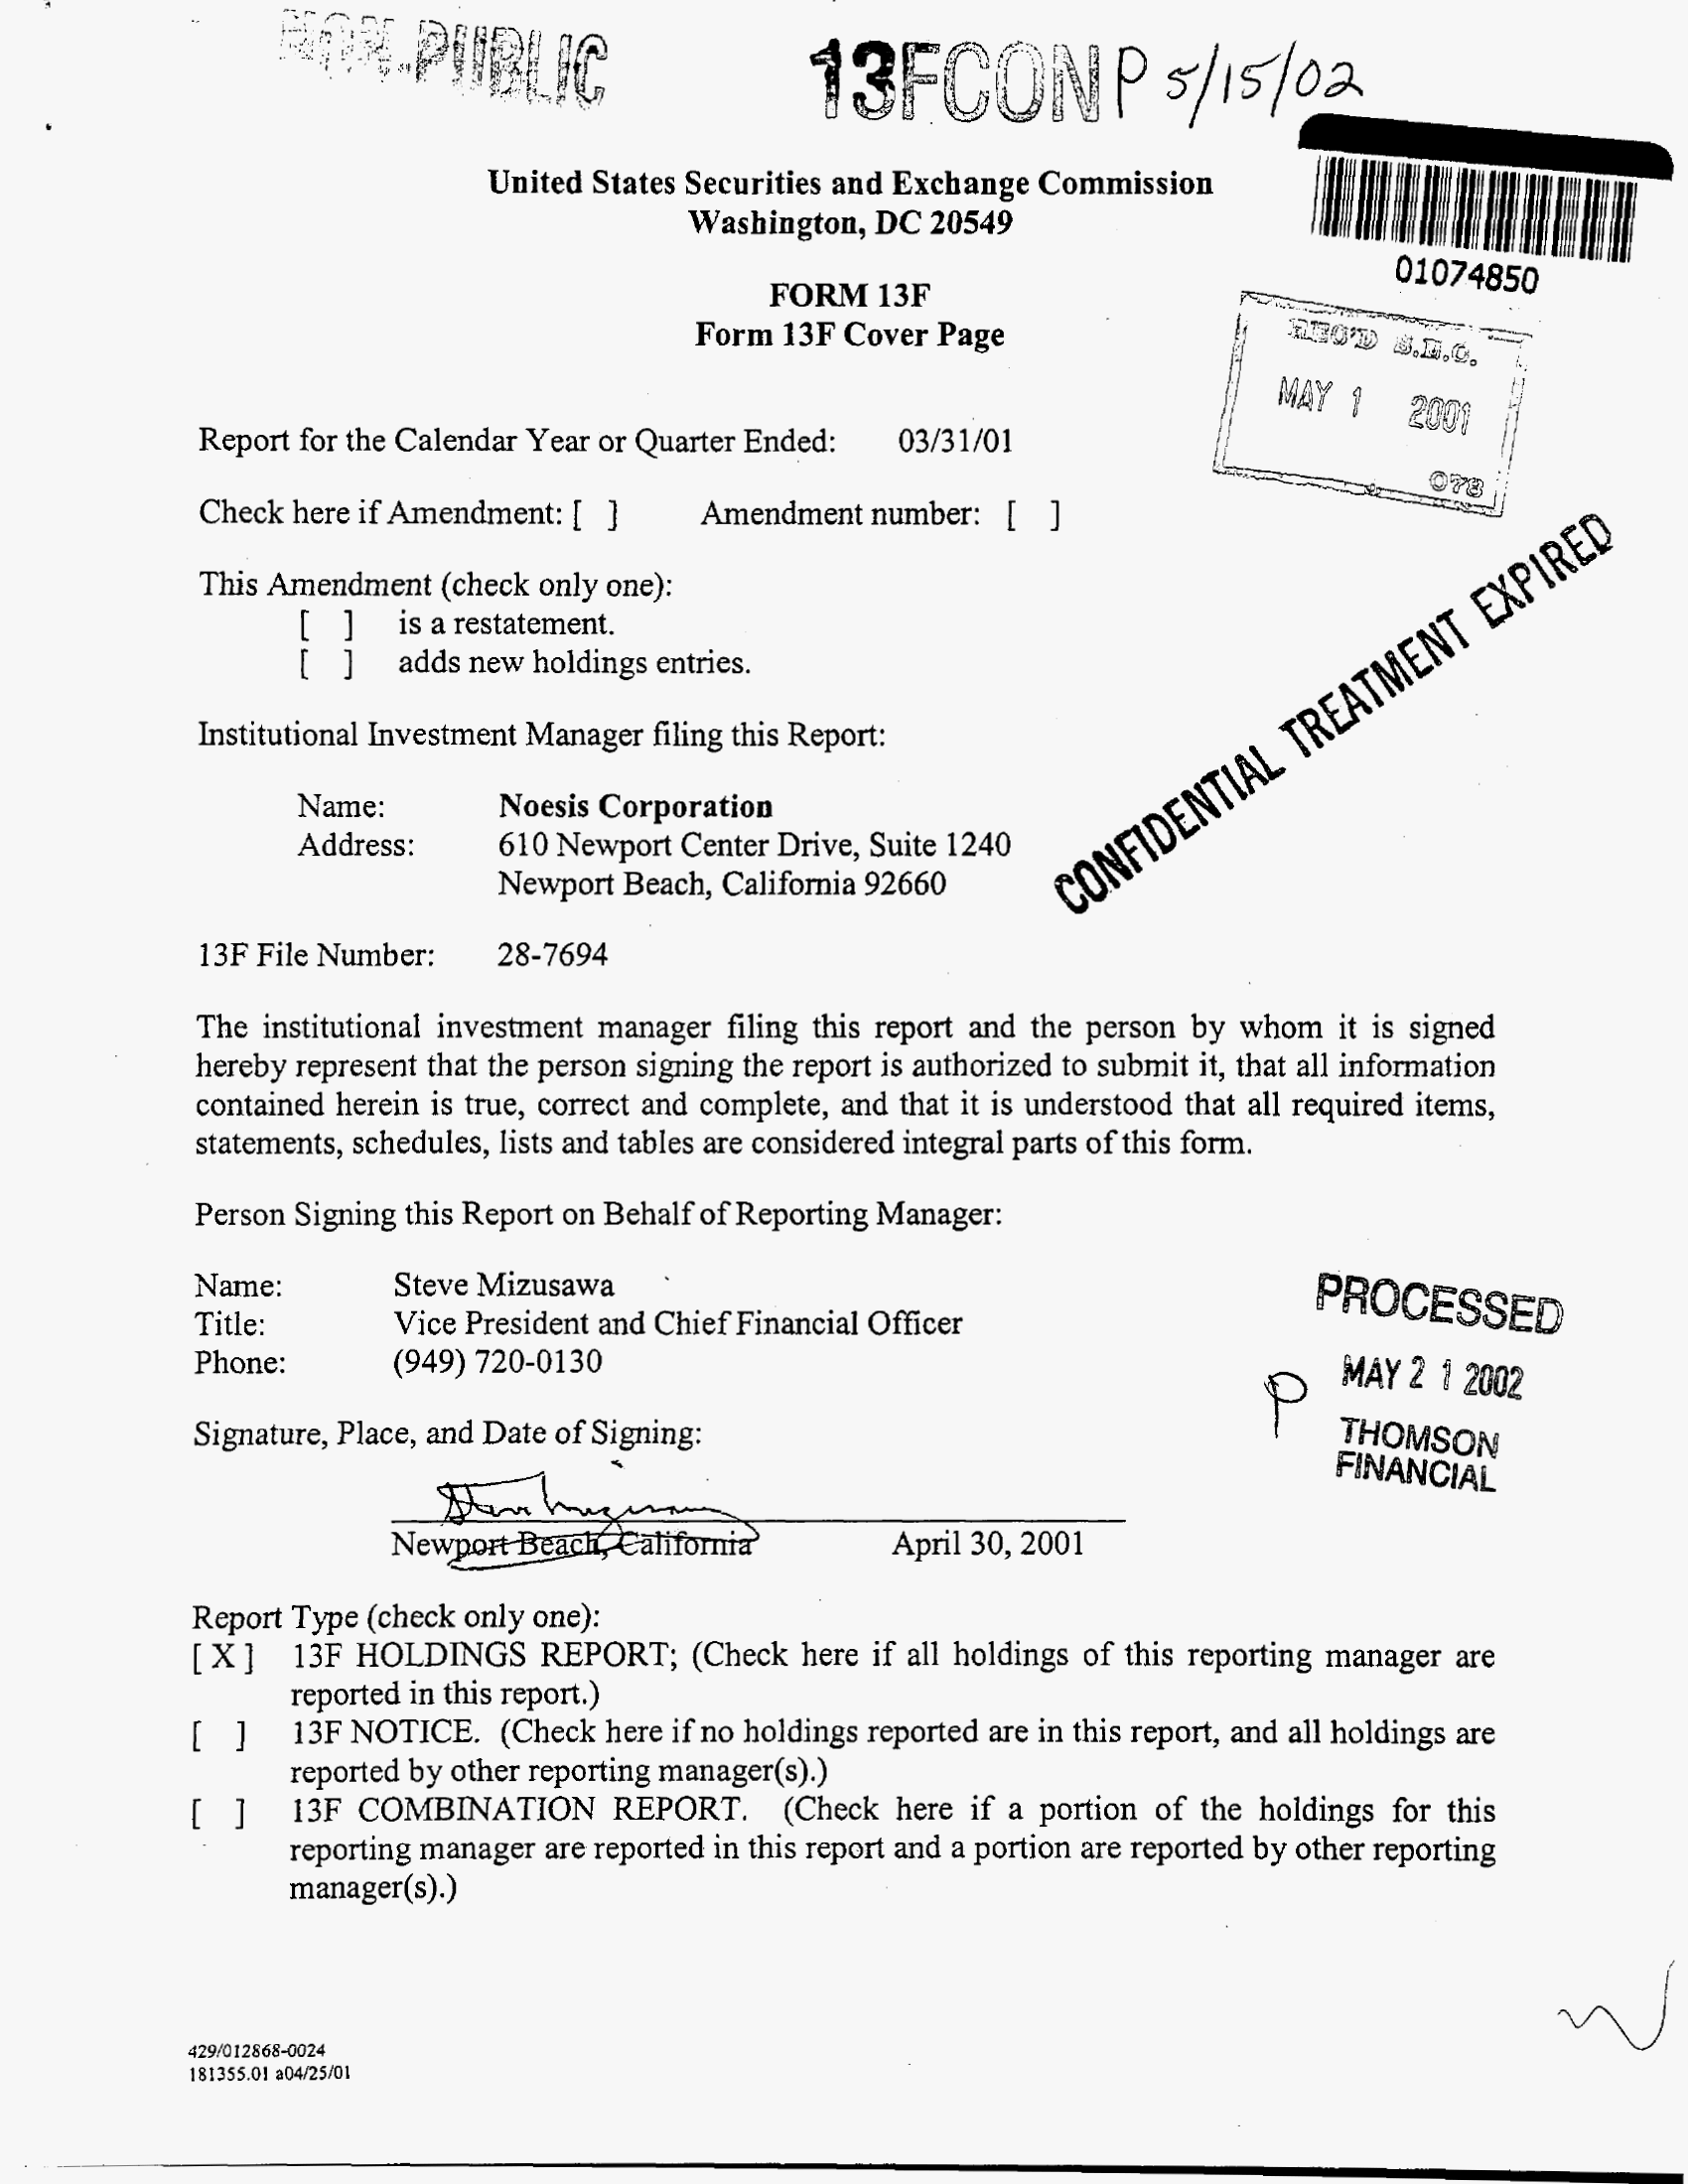 NON-PUBLIC
13FCON P 5/15/02
United States Securities and Exchange Commission
Washington, DC 20549
01074850
FORM 13F
Form 13F Cover Page
REC'D S.E.C.
MAY 1 2001
078
Report for the Calendar Year or Quarter Ended: 03/31/01
Check here if Amendment: [ ] Amendment number: [ ]
This Amendment (check only one):
[ ] is a restatement.
[ ] adds new holdings entries.
CONFIDENTIAL TREATMENT EXPIRED
Institutional Investment Manager filing this Report:
Name: Noesis Corporation
Address: 610 Newport Center Drive, Suite 1240
Newport Beach, California 92660
13F File Number: 28-7694
The institutional investment manager filing this report and the person by whom it is signed
hereby represent that the person signing the report is authorized to submit it, that all information
contained herein is true, correct and complete, and that it is understood that all required items,
statements, schedules, lists and tables are considered integral parts of this form.
Person Signing this Report on Behalf of Reporting Manager:
Name: Steve Mizusawa
Title: Vice President and Chief Financial Officer
Phone: (949) 720-0130
PROCESSED
P MAY 2 1 2002
THOMSON
FINANCIAL
Signature, Place, and Date of Signing:
Newport Beach, California April 30, 2001
Report Type (check only one):
[ X ] 13F HOLDINGS REPORT; (Check here if all holdings of this reporting manager are
reported in this report.)
[ ] 13F NOTICE. (Check here if no holdings reported are in this report, and all holdings are
reported by other reporting manager(s).)
[ ] 13F COMBINATION REPORT. (Check here if a portion of the holdings for this
reporting manager are reported in this report and a portion are reported by other reporting
manager(s).)
429/012868-0024
181355.01 a04/25/01